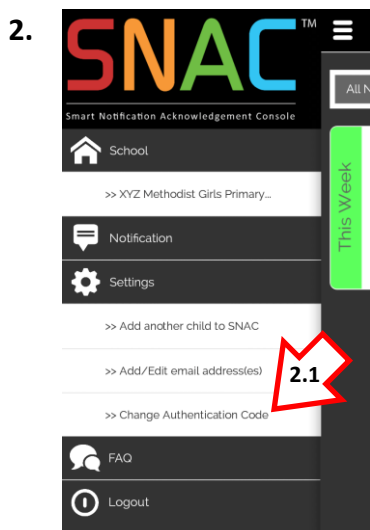 2.
SNAC™
Smart Notification Acknowledgement Console
All N
School
>> XYZ Methodist Girls Primary...
This Week
Notification
Settings
>> Add another child to SNAC
>> Add/Edit email address(es)
2.1
>> Change Authentication Code
FAQ
Logout